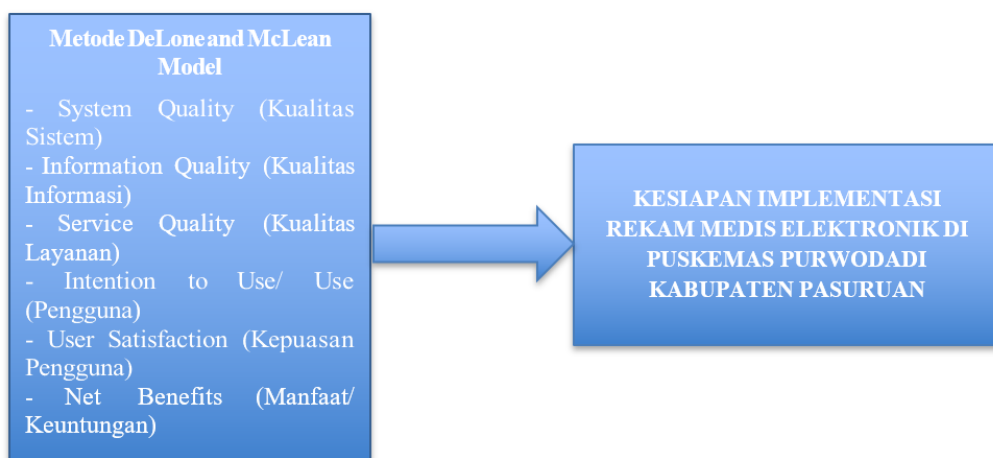 Metode DeLone and McLean
Model
- System Quality (Kualitas
Sistem)
- Information Quality (Kualitas
Informasi)
- Service Quality (Kualitas
Layanan)
- Intention to Use/ Use
(Pengguna)
- User Satisfaction (Kepuasan
Pengguna)
- Net Benefits (Manfaat/
Keuntungan)
KESIAPAN IMPLEMENTASI
REKAM MEDIS ELEKTRONIK DI
PUSKEMAS PURWODADI
KABUPATEN PASURUAN